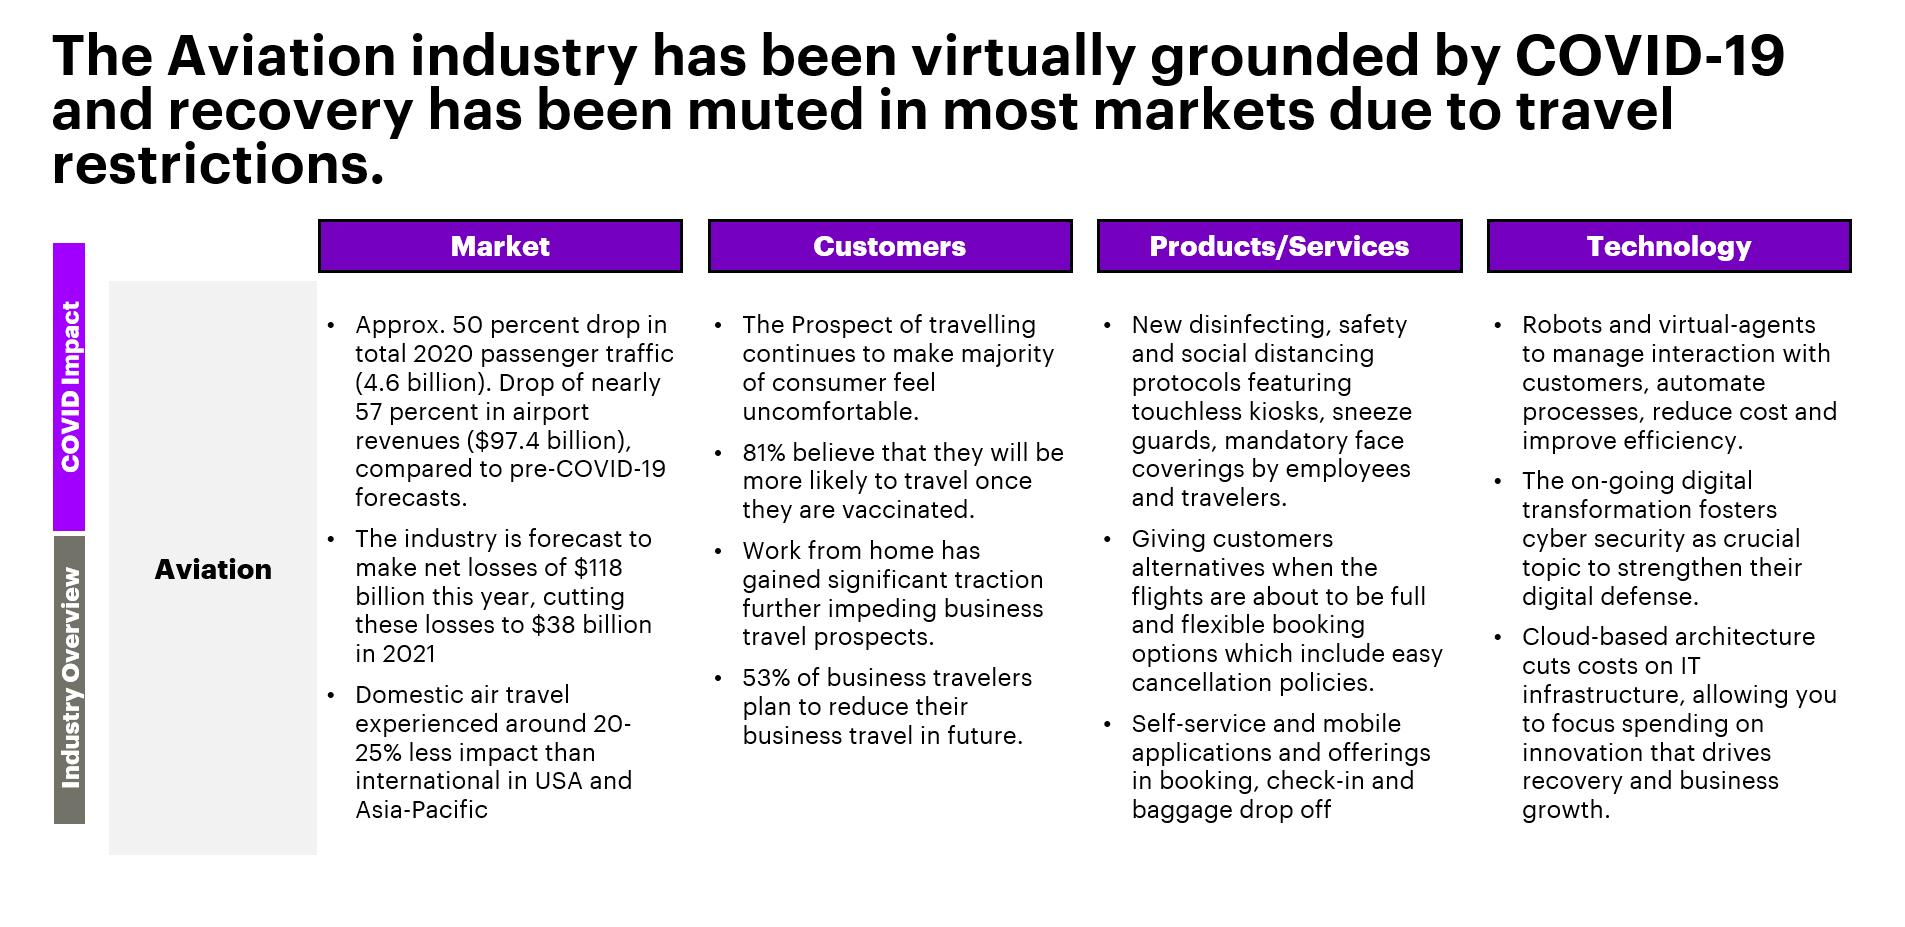 The Aviation industry has been virtually grounded by COVID-19
and recovery has been muted in most markets due to travel
restrictions.
COVID Impact
Industry Overview
Aviation
Market
• Approx. 50 percent drop in
total 2020 passenger traffic
(4.6 billion). Drop of nearly
57 percent in airport
revenues ($97.4 billion),
compared to pre-COVID-19
forecasts.
• The industry is forecast to
make net losses of $118
billion this year, cutting
these losses to $38 billion
in 2021
• Domestic air travel
experienced around 20-
25% less impact than
international in USA and
Asia-Pacific
Customers
• The Prospect of travelling
continues to make majority
of consumer feel
uncomfortable.
• 81% believe that they will be
more likely to travel once
they are vaccinated.
• Work from home has
gained significant traction
further impeding business
travel prospects.
• 53% of business travelers
plan to reduce their
business travel in future.
Products/Services
• New disinfecting, safety
and social distancing
protocols featuring
touchless kiosks, sneeze
guards, mandatory face
coverings by employees
and travelers.
• Giving customers
alternatives when the
flights are about to be full
and flexible booking
options which include easy
cancellation policies.
• Self-service and mobile
applications and offerings
in booking, check-in and
baggage drop off
Technology
• Robots and virtual-agents
to manage interaction with
customers, automate
processes, reduce cost and
improve efficiency.
• The on-going digital
transformation fosters
cyber security as crucial
topic to strengthen their
digital defense.
• Cloud-based architecture
cuts costs on IT
infrastructure, allowing you
to focus spending on
innovation that drives
recovery and business
growth.